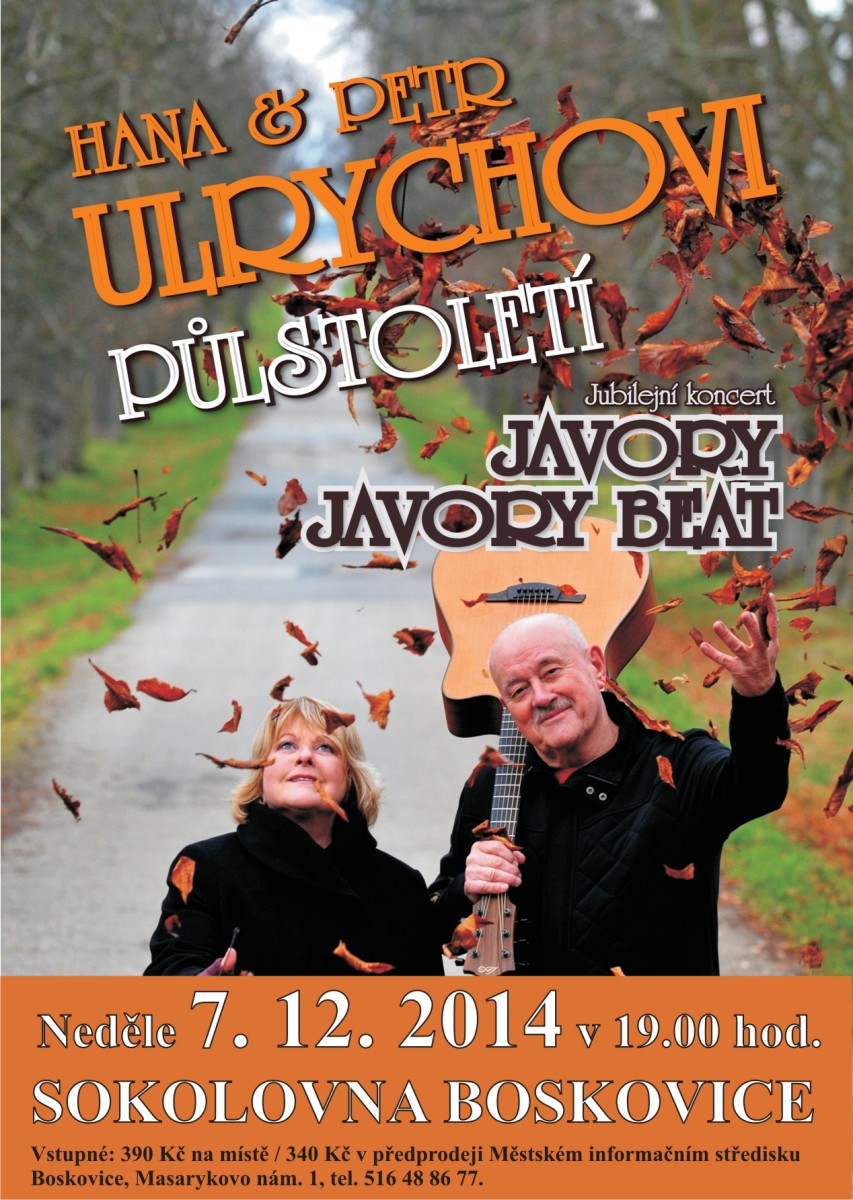 HANA & PETR
ULRYCHOVI
PŮLSTOLETÍ
Jubilejní koncert
JAVORY
JAVORY BEAT
Neděle 7. 12. 2014 v 19.00 hod.
SOKOLOVNA BOSKOVICE
Vstupné: 390 Kč na místě / 340 Kč v předprodeji Městském informačním středisku
Boskovice, Masarykovo nám. 1, tel. 516 48 86 77.